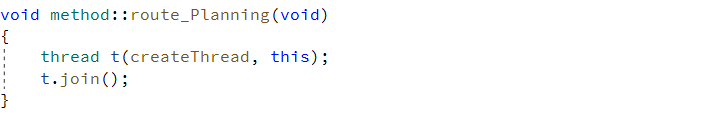 void method::route_Planning(void)
{
    thread t(createThread, this);
    t.join();
}